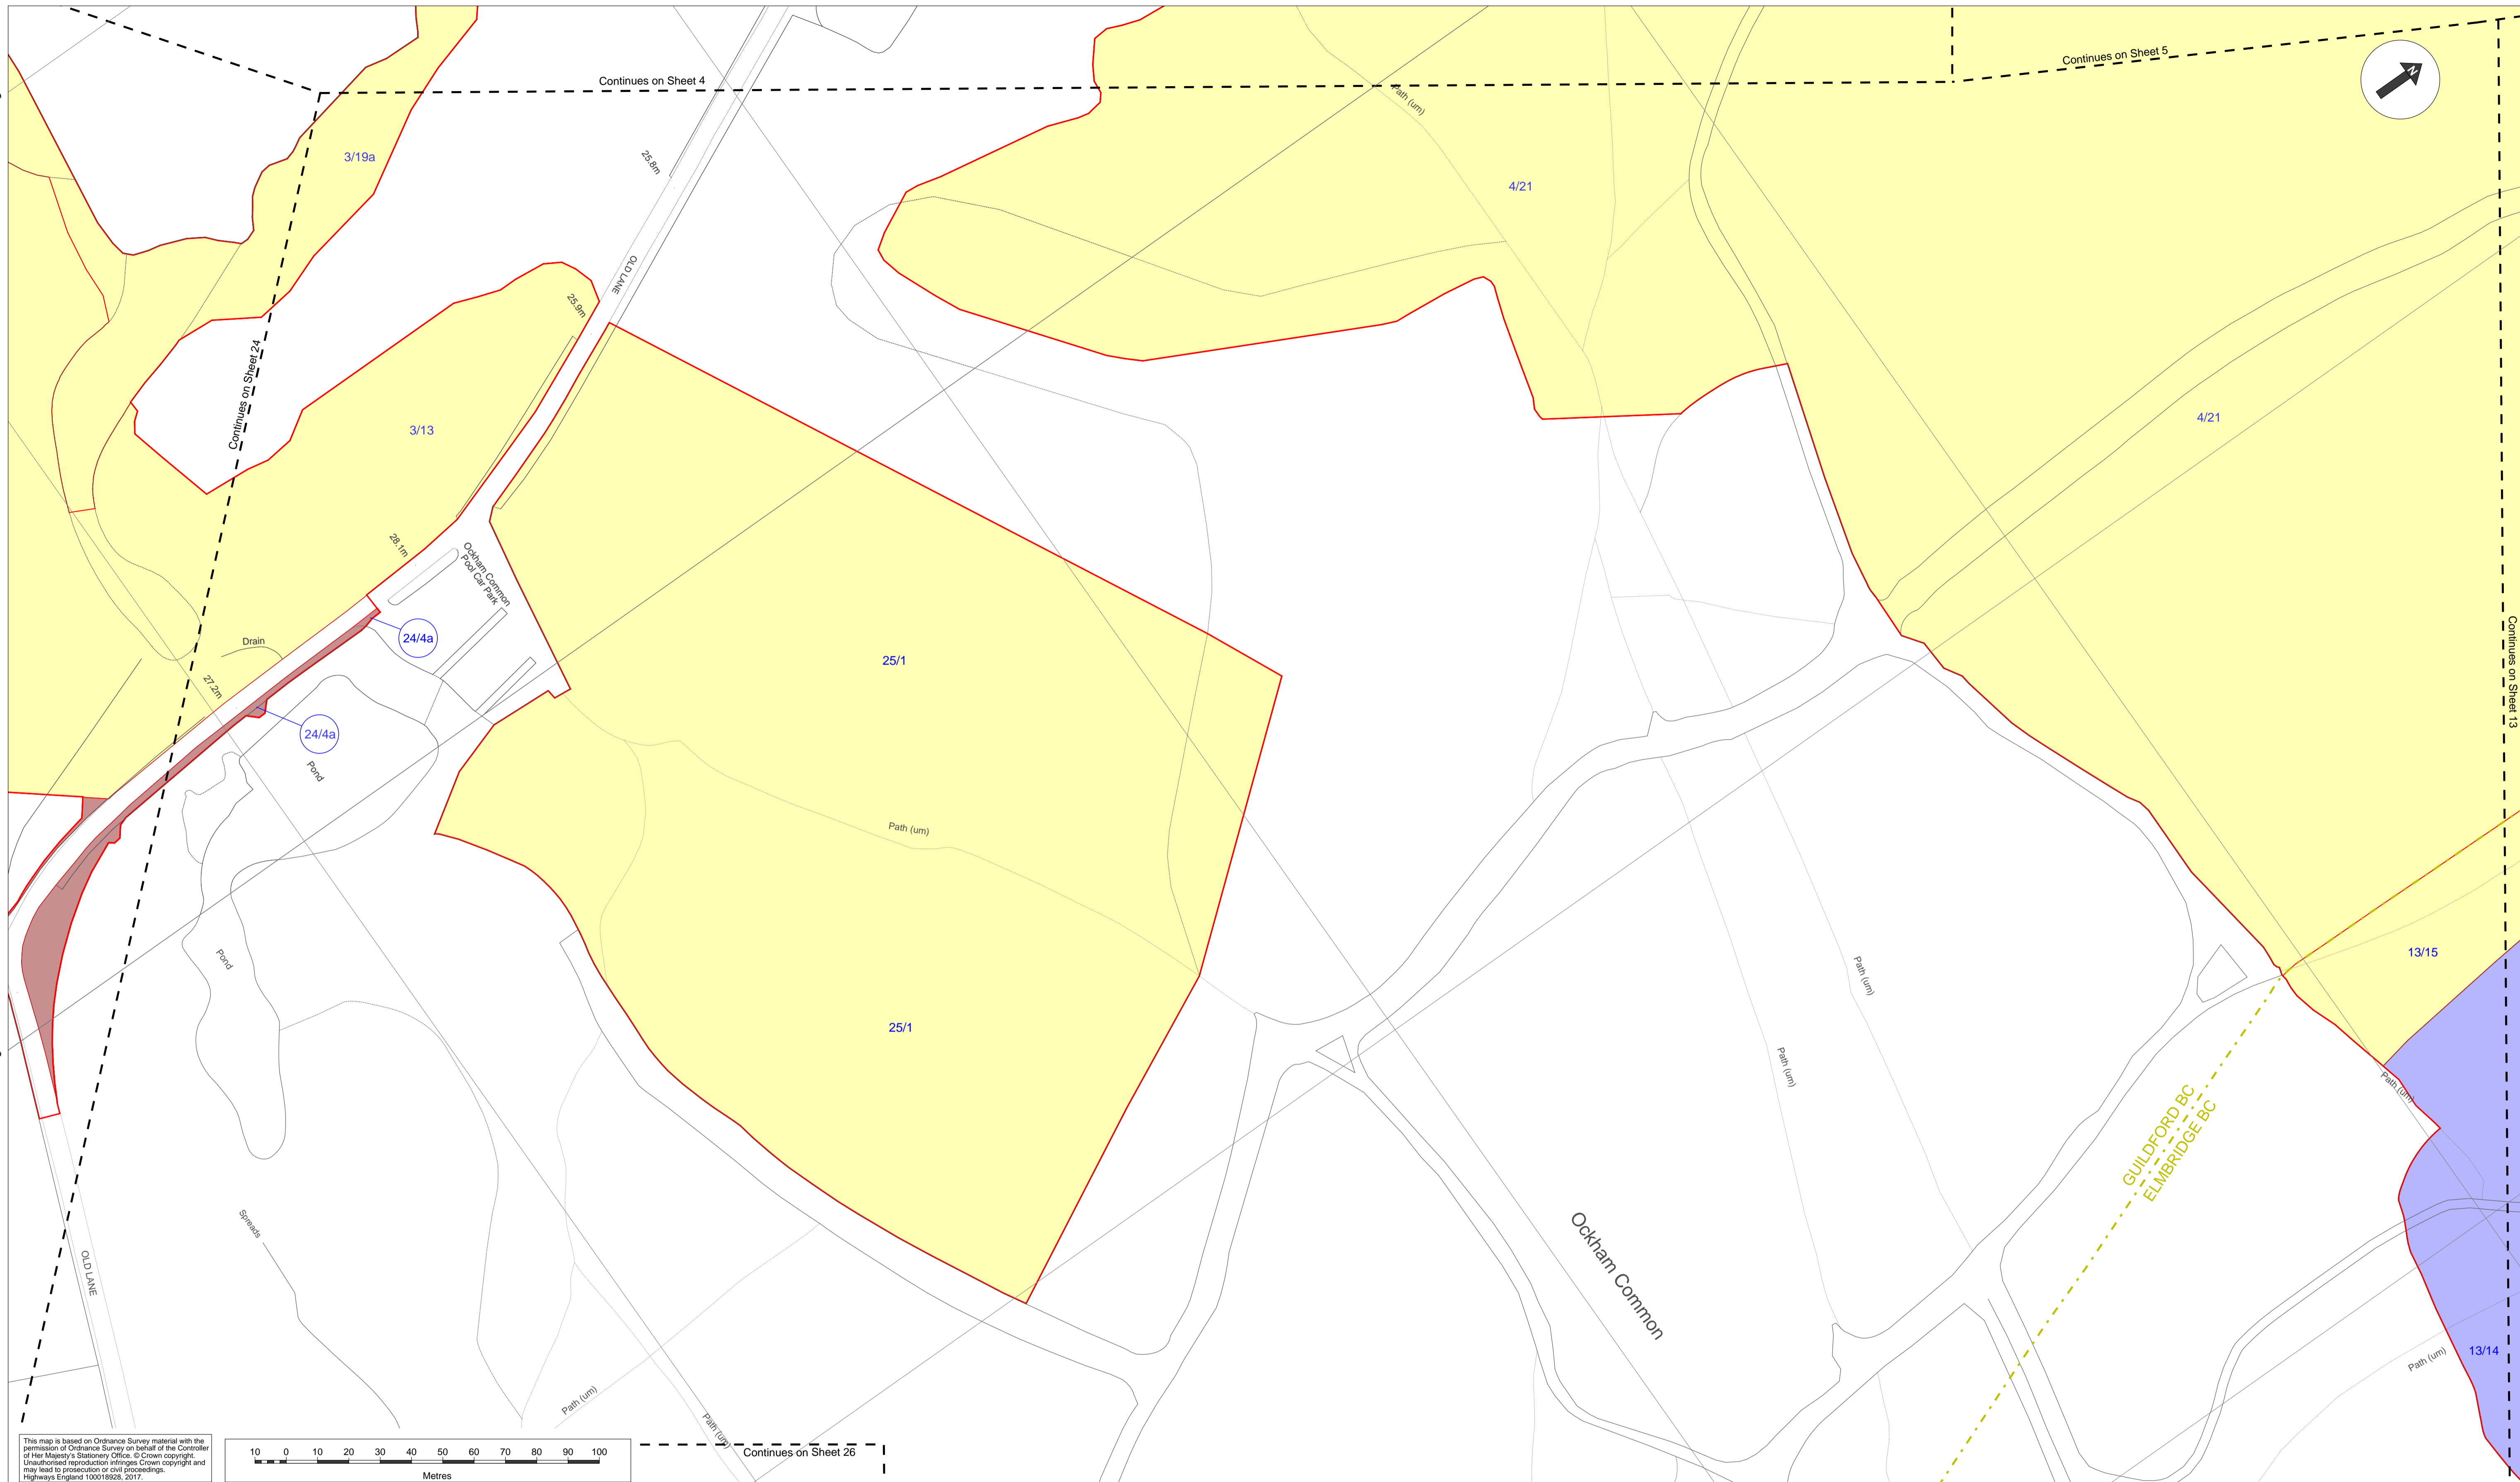 Continues on Sheet 4
Continues on Sheet 5
N
Path (um)
25.8m
3/19a
4/21
OLD LANE
25.9m
Continues on Sheet 24
3/13
4/21
28.1m
Ockham Common
Pool Car Park
24/4a
Drain
25/1
27.2m
24/4a
Pond
Continues on Sheet 13
Path (um)
Pond
13/15
Path (um)
25/1
Path (um)
Path (um)
GUILDFORD BC
ELMBRIDGE BC
Spreads
OLD LANE
Ockham Common
13/14
Path (um)
Path (um)
Path (um)
Continues on Sheet 26
This map is based on Ordnance Survey material with the
permission of Ordnance Survey on behalf of the Controller
of Her Majesty's Stationery Office. © Crown copyright.
Unauthorised reproduction infringes Crown copyright and
may lead to prosecution or civil proceedings.
Highways England 100018928, 2017.
10 0 10 20 30 40 50 60 70 80 90 100
Metres